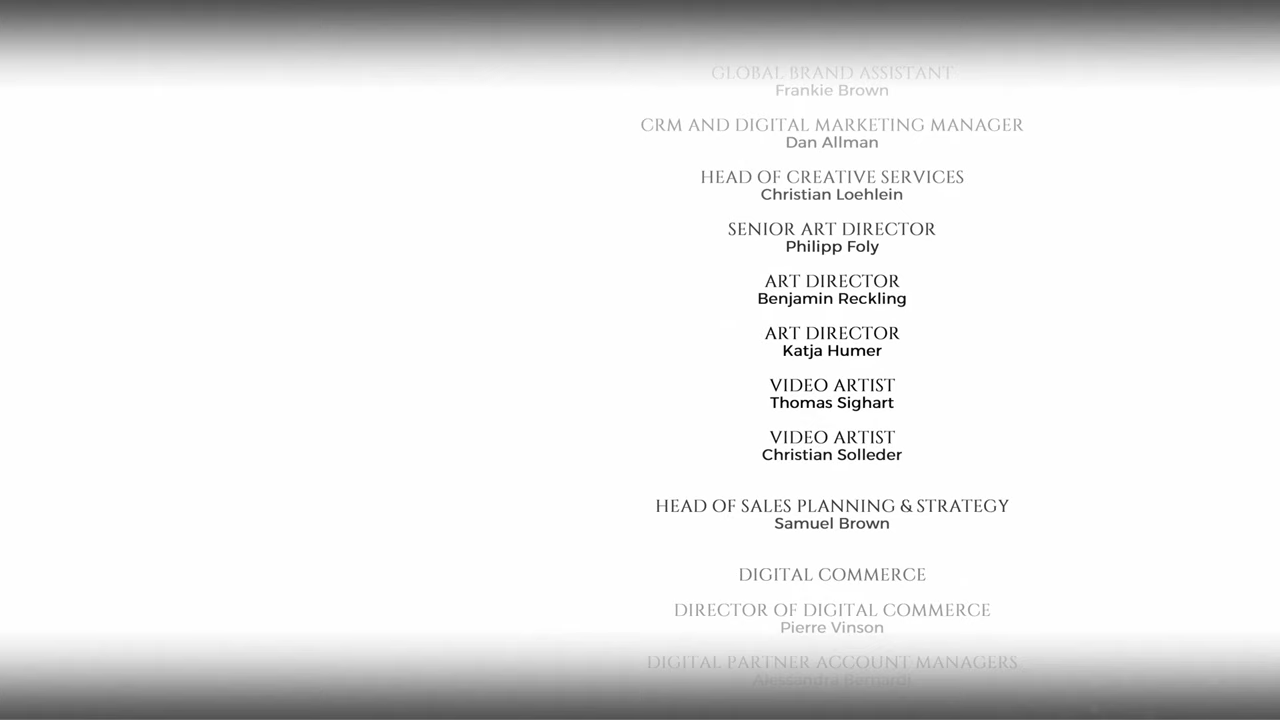 GLOBAL BRAND ASSISTANT
Frankie Brown
CRM AND DIGITAL MARKETING MANAGER
Dan Allman
HEAD OF CREATIVE SERVICES
Christian Loehlein
SENIOR ART DIRECTOR
Philipp Foly
ART DIRECTOR
Benjamin Reckling
ART DIRECTOR
Katja Humer
VIDEO ARTIST
Thomas Sighart
VIDEO ARTIST
Christian Solleder
HEAD OF SALES PLANNING & STRATEGY
Samuel Brown
DIGITAL COMMERCE
DIRECTOR OF DIGITAL COMMERCE
Pierre Vinson
DIGITAL PARTNER ACCOUNT MANAGERS
Alessandra Bernardi